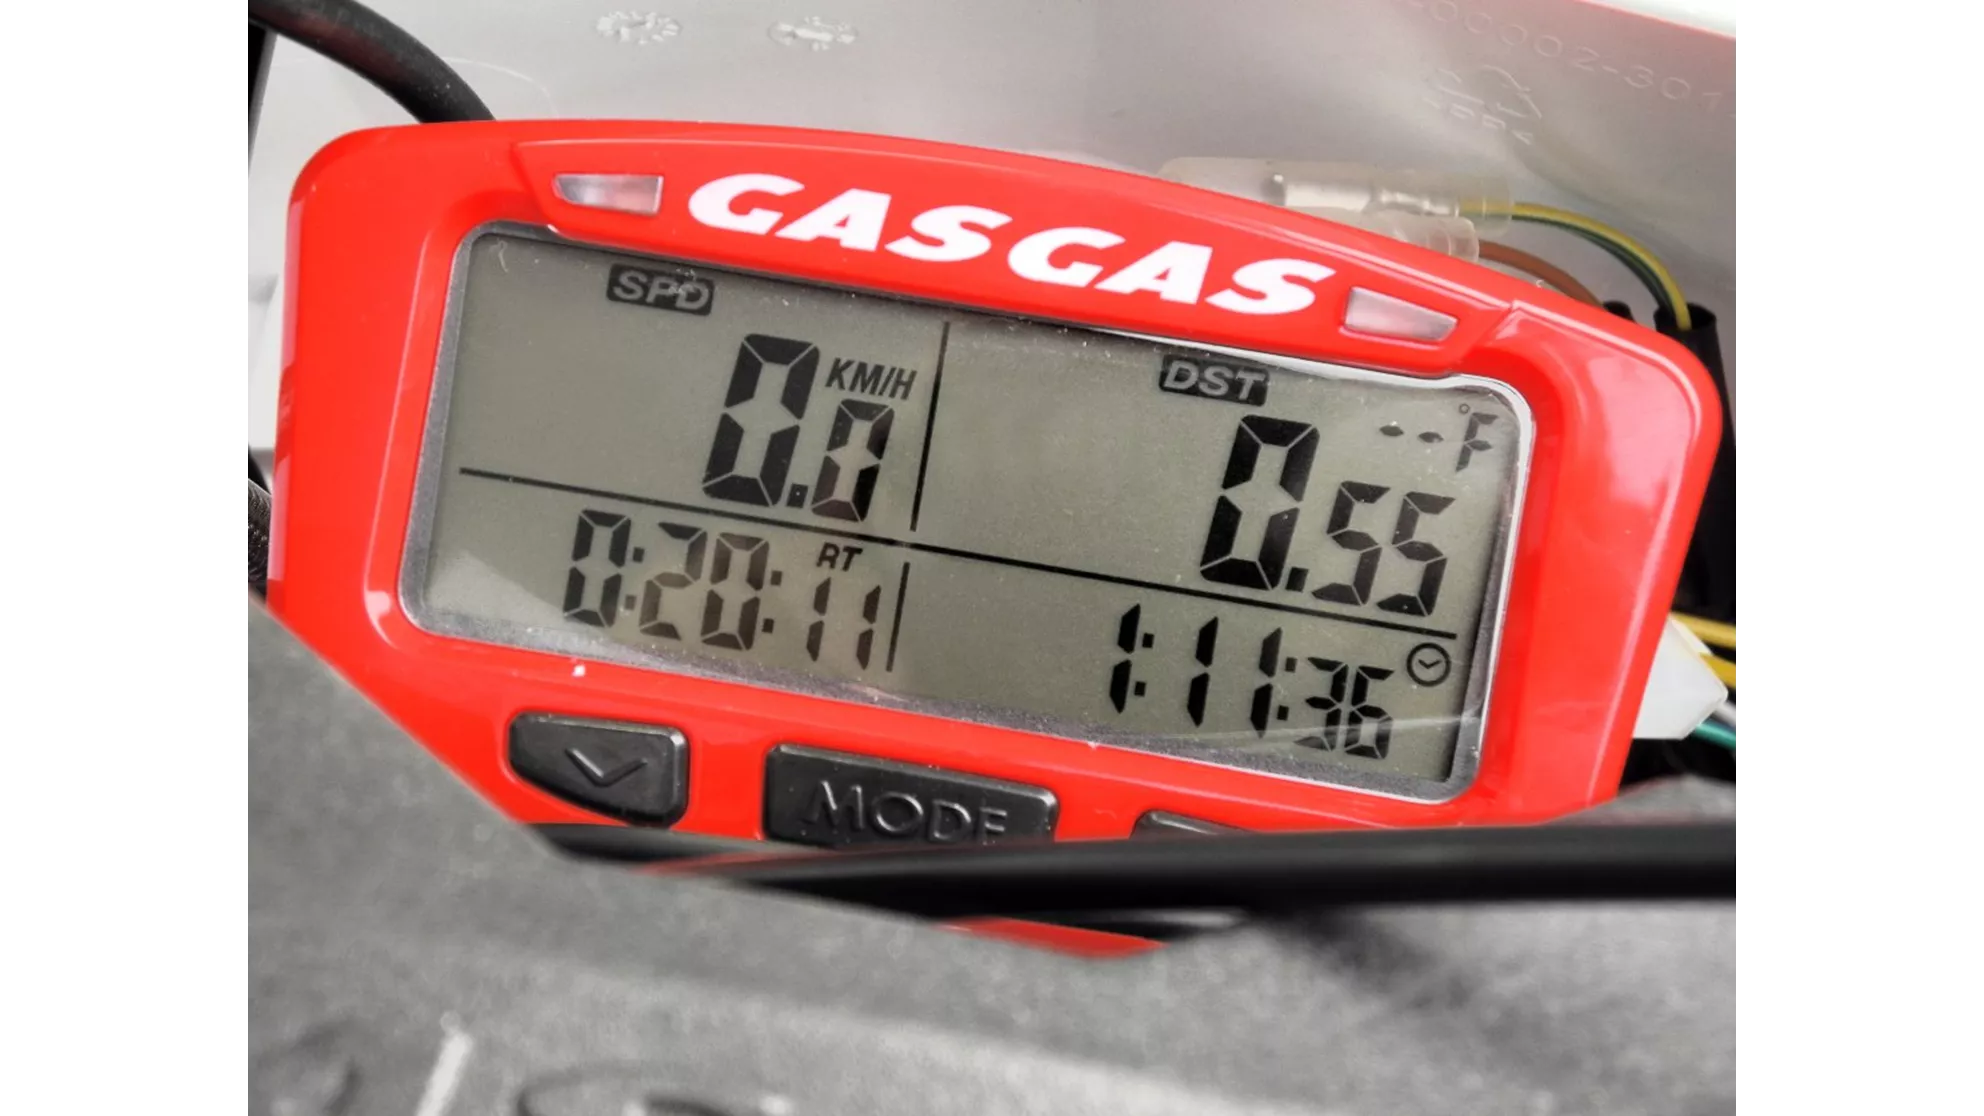 GASGAS
SPD
0.0 KM/H
DST
--°F
0.55
RT
0:20:11
1:11:36
MODE